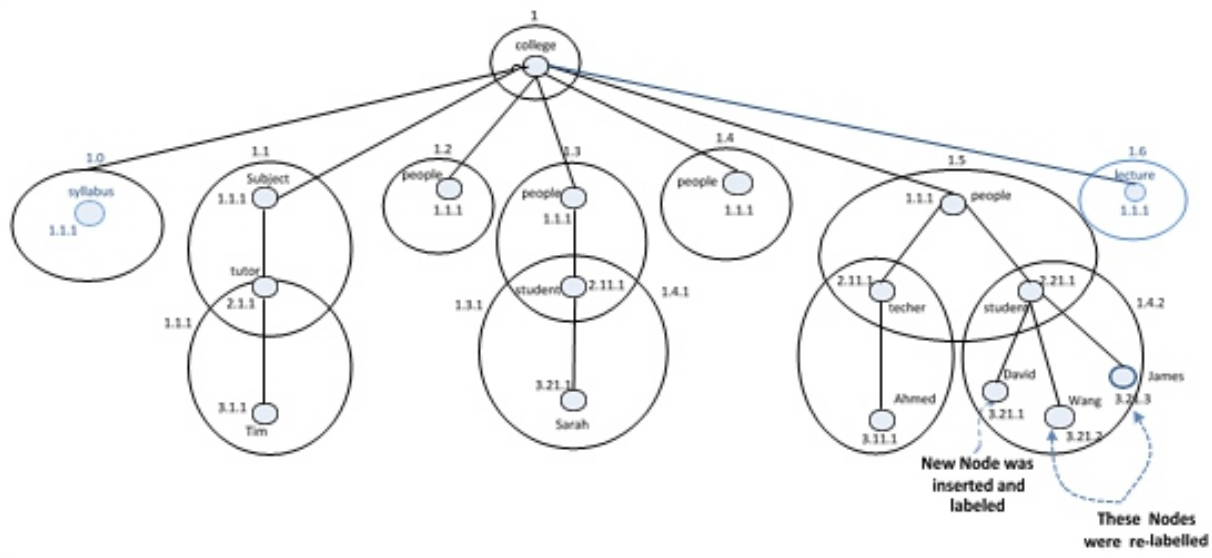 1
college
1.0
syllabus
1.1.1
1.1
Subject
1.1.1
tutor
2.1.1
1.1.1
3.1.1
Tim
1.2
people
1.1.1
1.3
people
1.1.1
student
2.11.1
1.3.1
1.4.1
3.21.1
Sarah
1.4
people
1.1.1
1.5
1.1.1
people
2.11.1
techer
Ahmed
3.11.1
2.21.1
student
1.4.2
David
3.21.1
Wang
3.21.2
James
3.21.3
1.6
lecture
1.1.1
New Node was
inserted and
labeled
These Nodes
were re-labelled